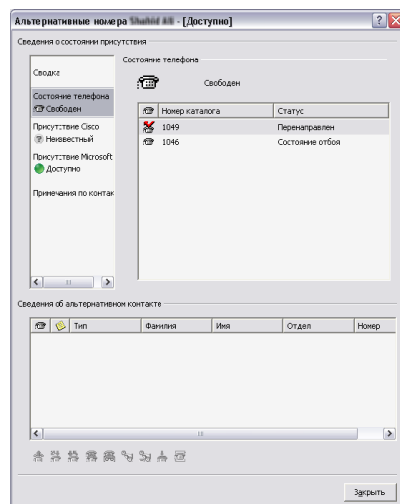 Альтернативные номера - [Доступно]
Сведения о состоянии присутствия
Сводка
Состояние телефона
Свободен
Присутствие Cisco
Неизвестный
Присутствие Microsoft
Доступно
Примечания по контак
Состояние телефона
Свободен
Номер каталога Статус
1049 Перенаправлен
1046 Состояние отбоя
Сведения об альтернативном контакте
Тип Фамилия Имя Отдел Номер
Закрыть